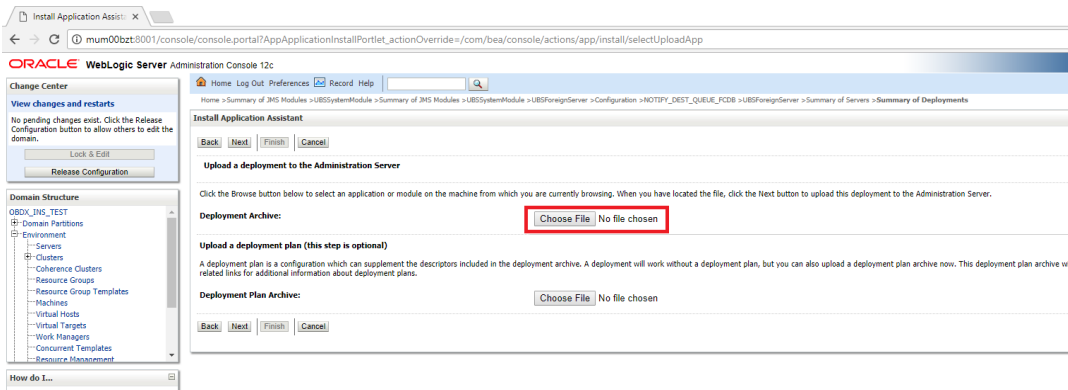 Install Application Assista
mum00bzt:8001/console/console.portal?AppApplicationInstallPortlet_actionOverride=/com/bea/console/actions/app/install/selectUploadApp
ORACLE WebLogic Server Administration Console 12c
Change Center
View changes and restarts
No pending changes exist. Click the Release
Configuration button to allow others to edit the
domain.
Lock & Edit
Release Configuration
Domain Structure
OBDX_INS_TEST
Domain Partitions
Environment
Servers
Clusters
Coherence Clusters
Resource Groups
Resource Group Templates
Machines
Virtual Hosts
Virtual Targets
Work Managers
Concurrent Templates
Resource Management
How do I...
Home Log Out Preferences Record Help
Home >Summary of JMS Modules >UBSSystemModule >Summary of JMS Modules >UBSSystemModule >UBSForeignServer >Configuration >NOTIFY_DEST_QUEUE_FCDB >UBSForeignServer >Summary of Servers >Summary of Deployments
Install Application Assistant
Back Next Finish Cancel
Upload a deployment to the Administration Server
Click the Browse button below to select an application or module on the machine from which you are currently browsing. When you have located the file, click the Next button to upload this deployment to the Administration Server.
Deployment Archive: Choose File No file chosen
Upload a deployment plan (this step is optional)
A deployment plan is a configuration which can supplement the descriptors included in the deployment archive. A deployment will work without a deployment plan, but you can also upload a deployment plan archive now. This deployment plan archive w
related links for additional information about deployment plans.
Deployment Plan Archive: Choose File No file chosen
Back Next Finish Cancel